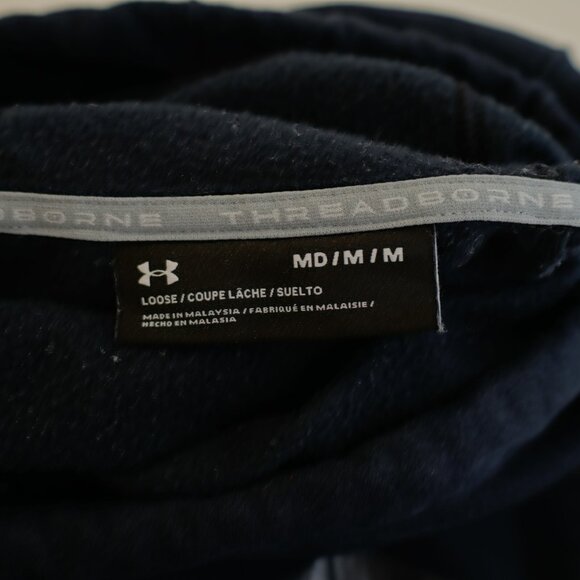 THREADBORNE
MD/M/M
LOOSE / COUPE LÂCHE / SUELTO
MADE IN MALAYSIA / FABRIQUÉ EN MALAISIE /
HECHO EN MALASIA